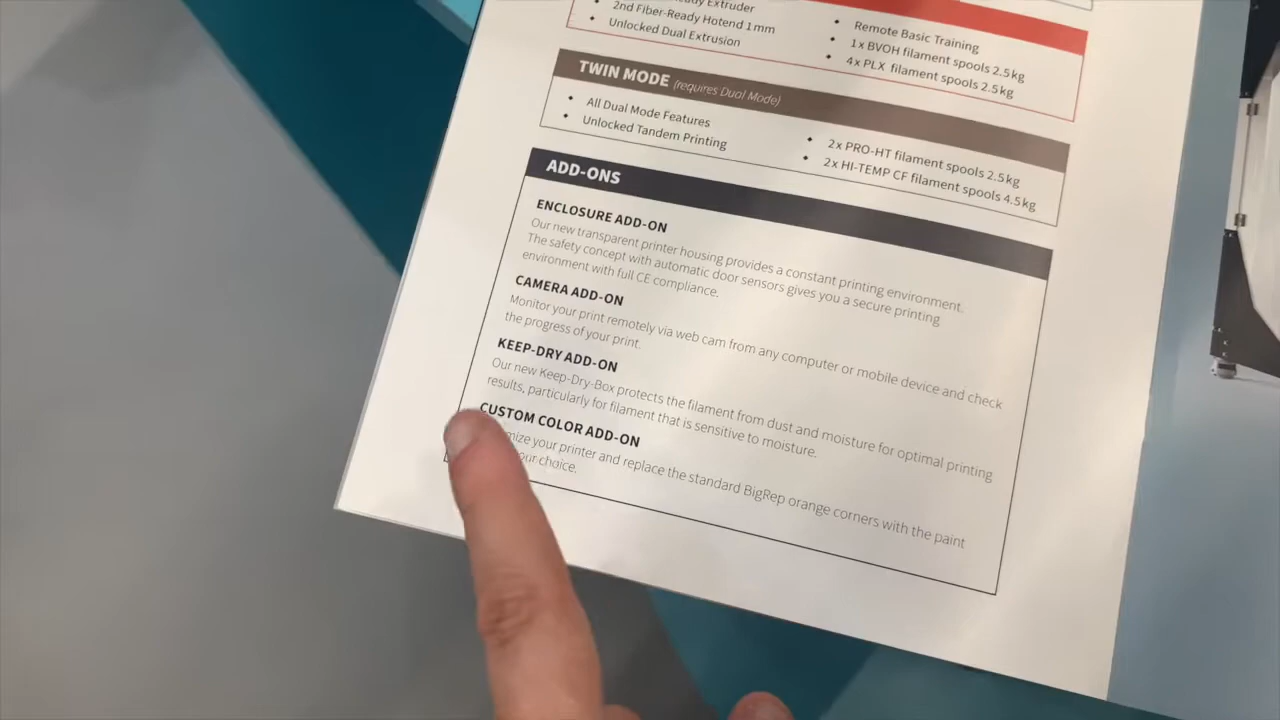 Extruder
2nd Fiber-Ready Hotend 1mm
Unlocked Dual Extrusion
Remote Basic Training
1x BVOH filament spools 2.5kg
4x PLX filament spools 2.5kg
TWIN MODE (requires Dual Mode)
All Dual Mode Features
Unlocked Tandem Printing
2x PRO-HT filament spools 2.5kg
2x HI-TEMP CF filament spools 4.5kg
ADD-ONS
ENCLOSURE ADD-ON
Our new transparent printer housing provides a constant printing environment.
The safety concept with automatic door sensors gives you a secure printing
environment with full CE compliance.
CAMERA ADD-ON
Monitor your print remotely via web cam from any computer or mobile device and check
the progress of your print.
KEEP-DRY ADD-ON
Our new Keep-Dry-Box protects the filament from dust and moisture for optimal printing
results, particularly for filament that is sensitive to moisture.
CUSTOM COLOR ADD-ON
your printer and replace the standard BigRep orange corners with the paint
your choice.